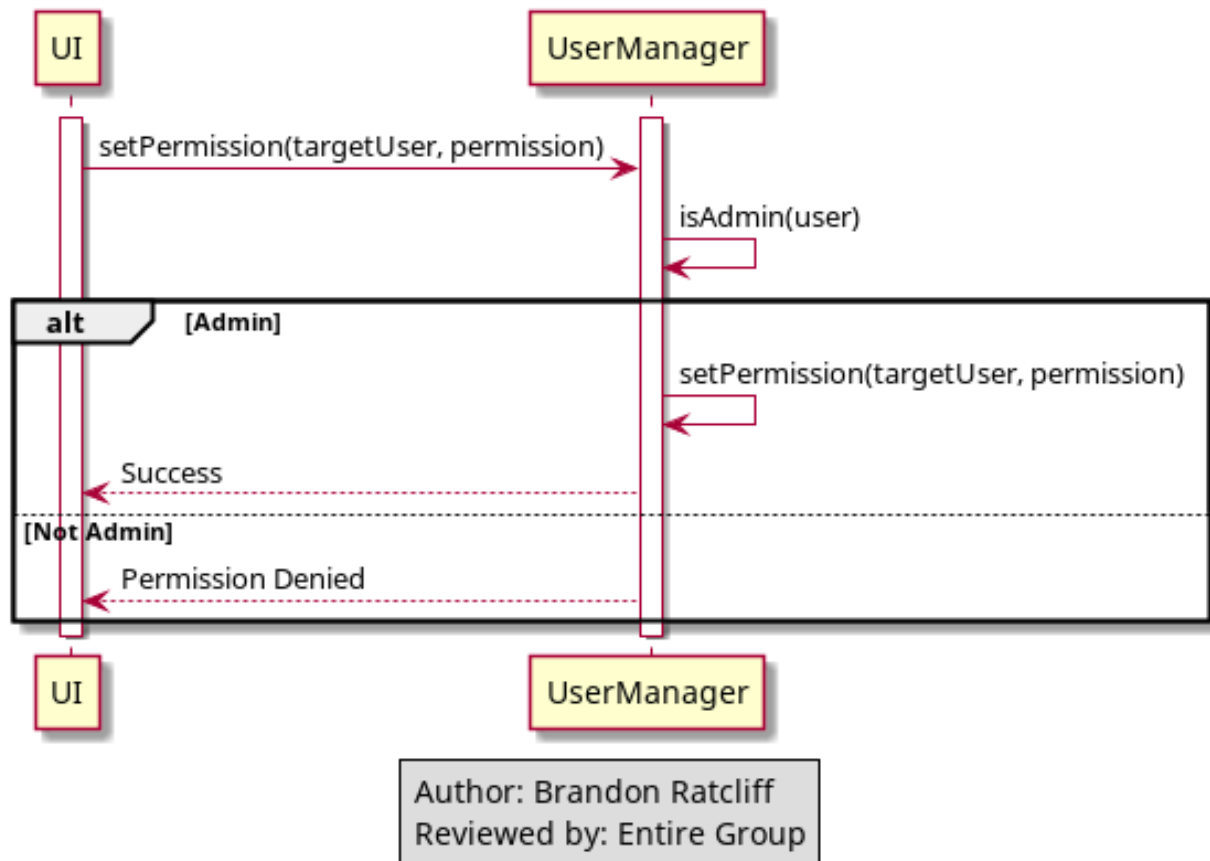 UI
UserManager
setPermission(targetUser, permission)
isAdmin(user)
alt
[Admin]
setPermission(targetUser, permission)
Success
[Not Admin]
Permission Denied
UI
UserManager
Author: Brandon Ratcliff
Reviewed by: Entire Group